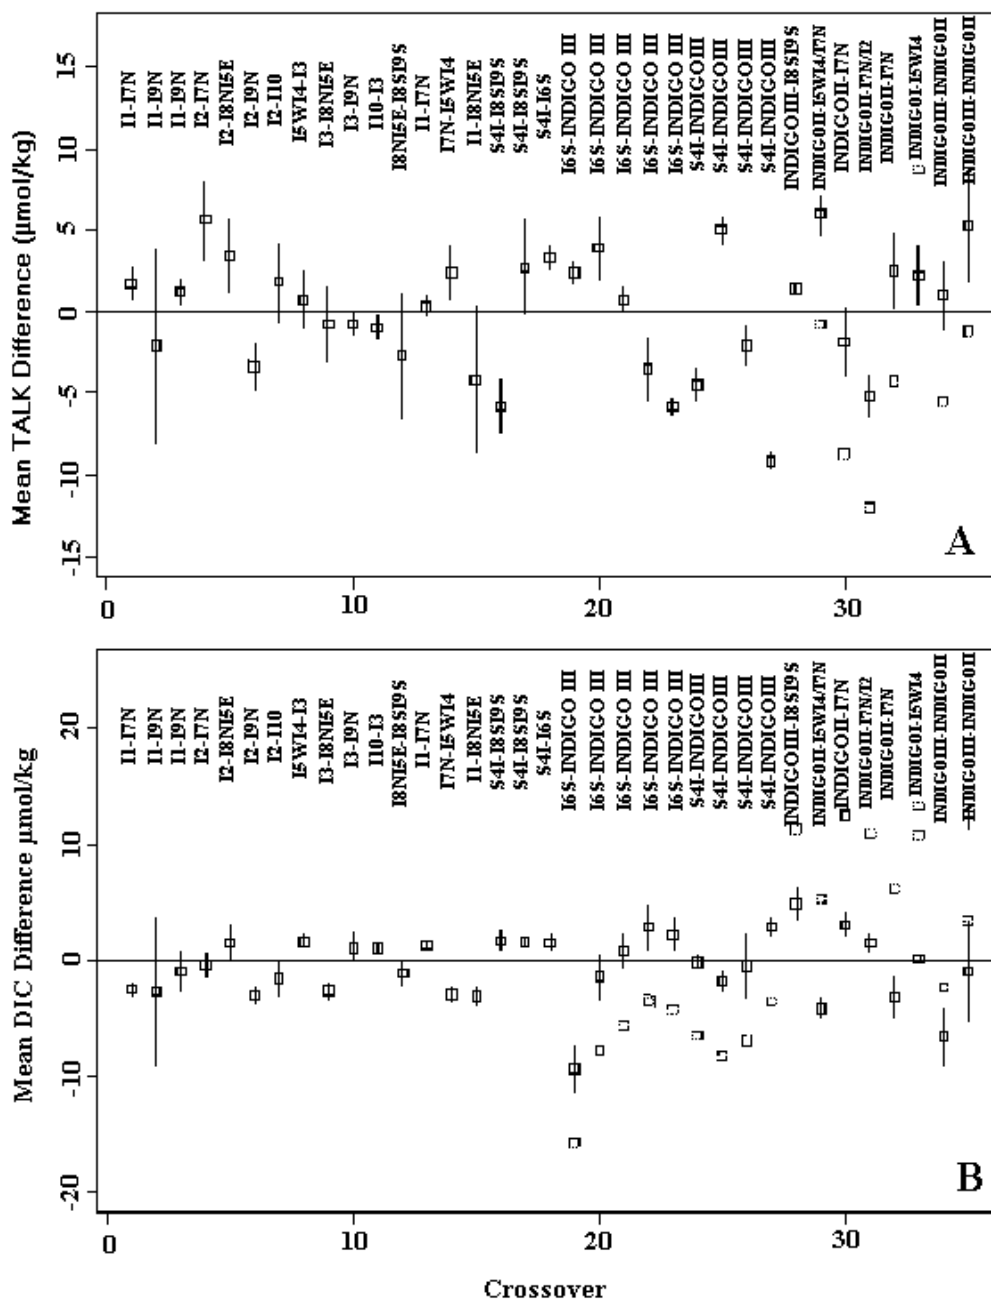 Mean TALK Difference (µmol/kg)
15
10
5
0
-5
-10
-15
I1-I7N
I1-I9N
I1-I9N
I2-I7N
I2-I8NI5E
I2-I9N
I2-I10
I5WI4-I3
I3-I8NI5E
I3-I9N
I10-I3
I8NI5E-I8SI9S
I1-I7N
I7N-I5WI4
I1-I8NI5E
S4I-I8SI9S
S4I-I8SI9S
S4I-I6S
I6S-INDIGO III
I6S-INDIGO III
I6S-INDIGO III
I6S-INDIGO III
I6S-INDIGO III
S4I-INDIGOIII
S4I-INDIGOIII
S4I-INDIGOIII
S4I-INDIGOIII
INDIGOIII-I8SI9S
INDIGOII-I5WI4/I7N
INDIGOII-I7N
INDIGOII-I7N/I2
INDIGOII-I7N
INDIGOI-I5WI4
INDIGOIII-INDIGOII
INDIGOIII-INDIGOII
A
0
10
20
30
Mean DIC Difference µmol/kg
20
10
0
-10
-20
I1-I7N
I1-I9N
I1-I9N
I2-I7N
I2-I8NI5E
I2-I9N
I2-I10
I5WI4-I3
I3-I8NI5E
I3-I9N
I10-I3
I8NI5E-I8SI9S
I1-I7N
I7N-I5WI4
I1-I8NI5E
S4I-I8SI9S
S4I-I8SI9S
S4I-I6S
I6S-INDIGO III
I6S-INDIGO III
I6S-INDIGO III
I6S-INDIGO III
I6S-INDIGO III
S4I-INDIGOIII
S4I-INDIGOIII
S4I-INDIGOIII
S4I-INDIGOIII
INDIGOIII-I8SI9S
INDIGOII-I5WI4/I7N
INDIGOII-I7N
INDIGOII-I7N/I2
INDIGOII-I7N
INDIGOI-I5WI4
INDIGOIII-INDIGOII
INDIGOIII-INDIGOII
B
0
10
20
30
Crossover